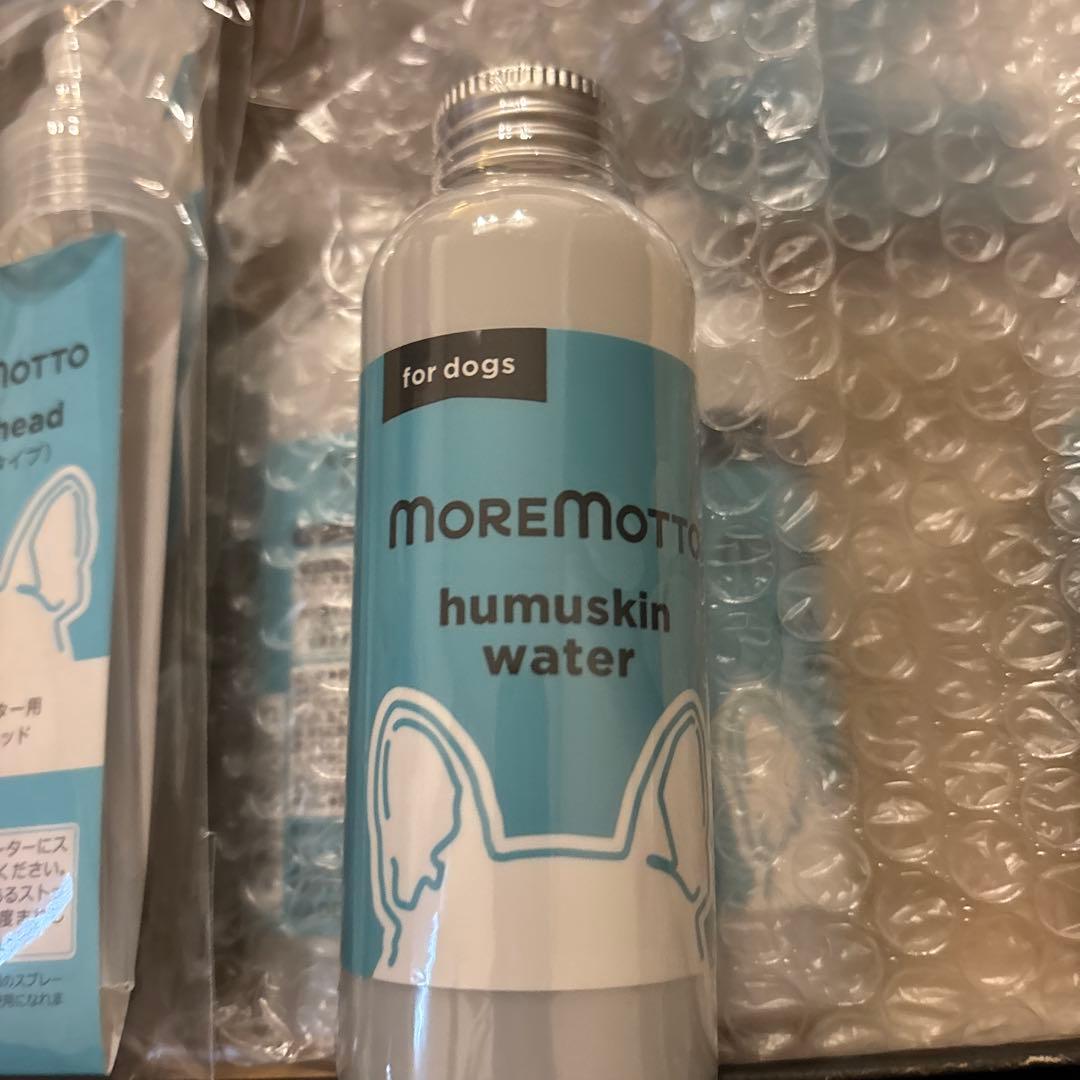 for dogs
MOREMOTTO
humuskin
water
MOTTO
head
タイプ)
ター用
ッド
ーターにス
ください。
あるスト
度ま
のスプレー
使用になれま